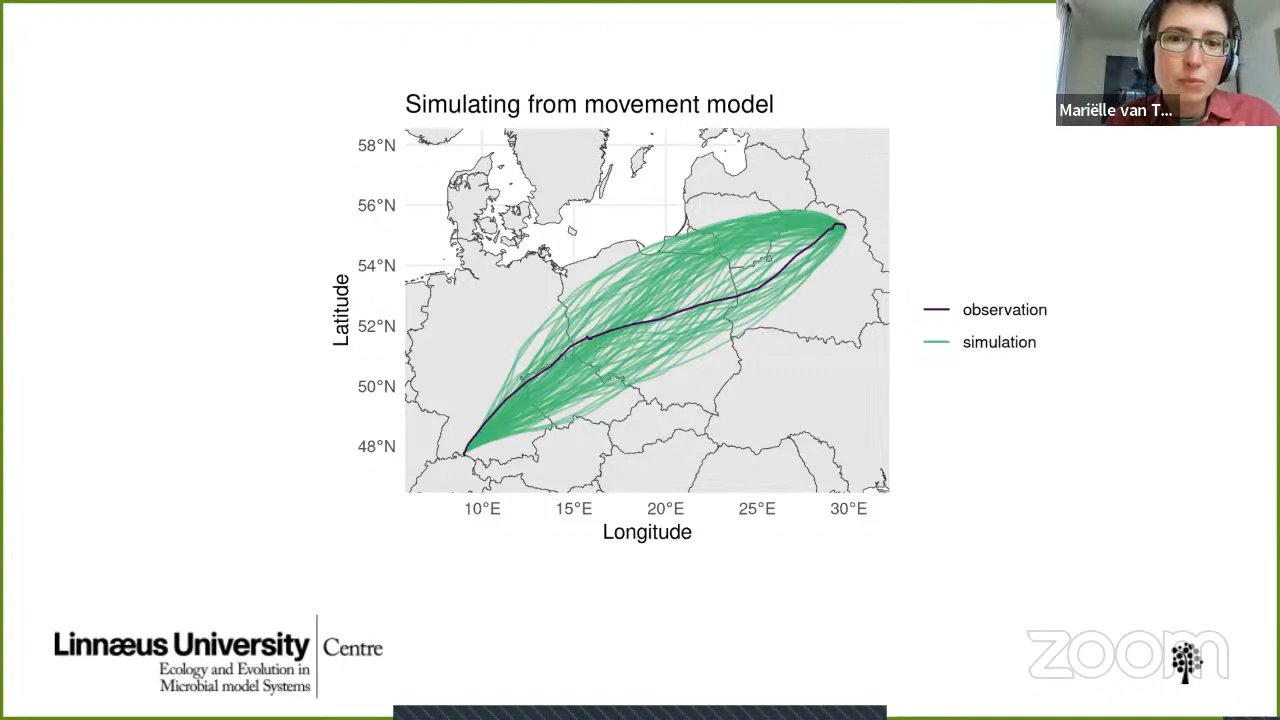 Mariëlle van T...
Simulating from movement model
58°N
56°N
54°N
52°N
50°N
48°N
Latitude
10°E
15°E
20°E
25°E
30°E
Longitude
observation
simulation
Linnæus University
Centre
Ecology and Evolution in
Microbial model Systems
zoom